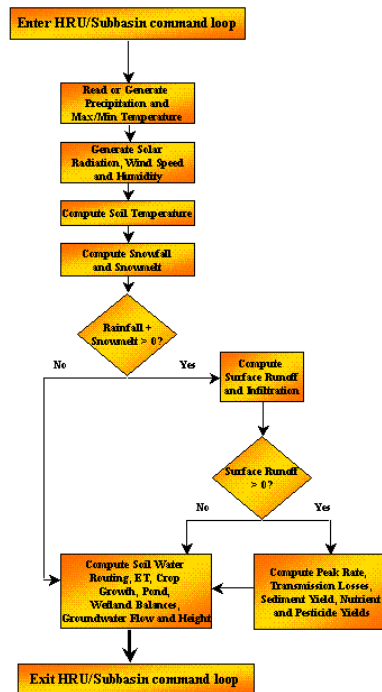 Enter HRU/Subbasin command loop
Read or Generate
Precipitation and
Max/Min Temperature
Generate Solar
Radiation, Wind Speed
and Humidity
Compute Soil Temperature
Compute Snowfall
and Snowmelt
Rainfall +
Snowmelt > 0?
No
Yes
Compute
Surface Runoff
and Infiltration
Surface Runoff
> 0?
No
Yes
Compute Soil Water
Routing, ET, Crop
Growth, Pond,
Wetland Balances,
Groundwater Flow and Height
Compute Peak Rate,
Transmission Losses,
Sediment Yield, Nutrient
and Pesticide Yields
Exit HRU/Subbasin command loop